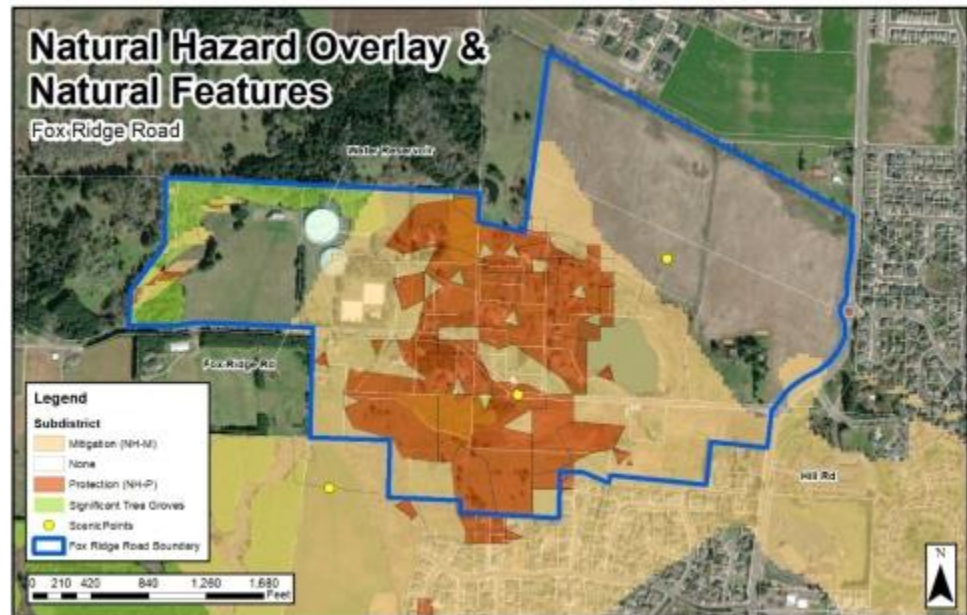 Natural Hazard Overlay &
Natural Features
Fox Ridge Road
Water Reservoir
Fox Ridge Rd
Hill Rd
Legend
Subdistrict
Mitigation (NH-M)
None
Protection (NH-P)
Significant Tree Groves
Scenic Points
Fox Ridge Road Boundary
0 210 420 840 1,260 1,680
Feet
N